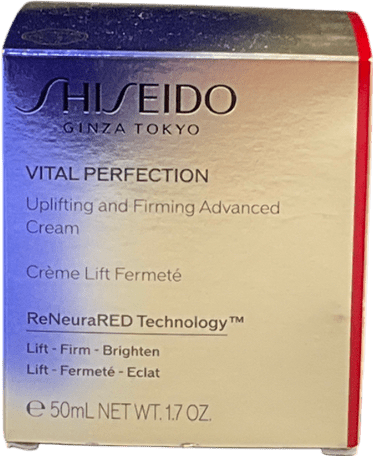 SHISEIDO
GINZA TOKYO
VITAL PERFECTION
Uplifting and Firming Advanced
Cream
Crème Lift Fermeté
ReNeuraRED Technology™
Lift - Firm - Brighten
Lift - Fermeté - Eclat
℮ 50mL NET WT. 1.7 OZ.